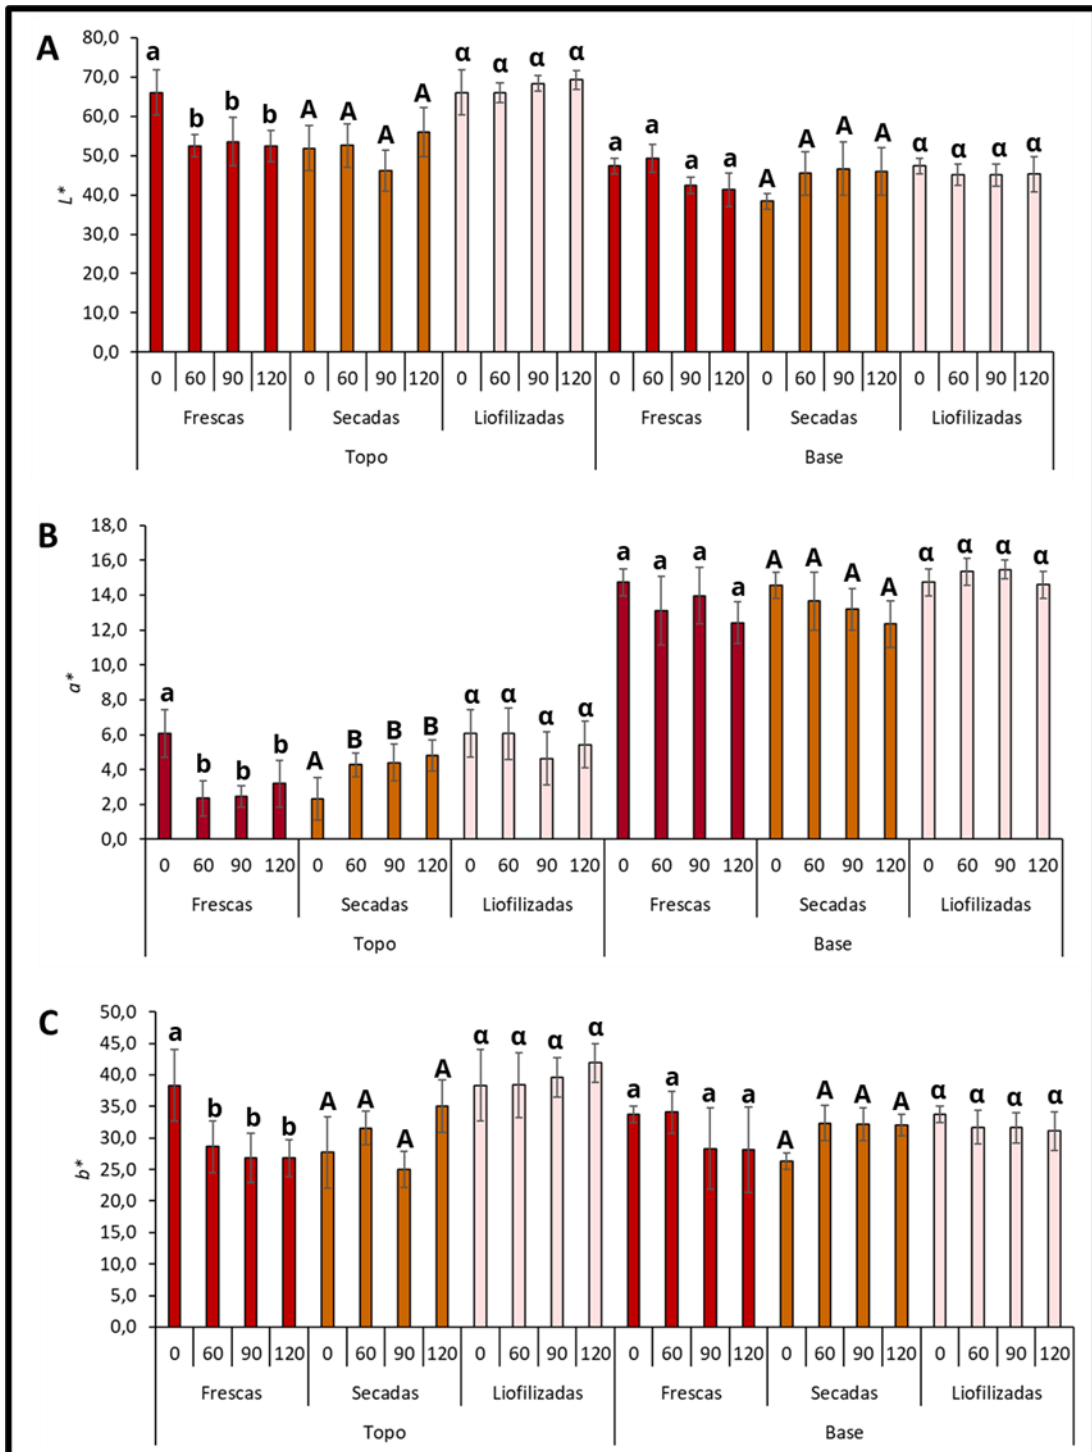 A
80,0
70,0
60,0
50,0
40,0
30,0
20,0
10,0
0,0
L*
a b b b A A A A α α α α a a a a A A A A α α α α
0 60 90 120 0 60 90 120 0 60 90 120 0 60 90 120 0 60 90 120 0 60 90 120
Frescas Secadas Liofilizadas Frescas Secadas Liofilizadas
Topo Base
B
18,0
16,0
14,0
12,0
10,0
8,0
6,0
4,0
2,0
0,0
a*
a b b b A B B B α α α α a a a a A A A A α α α α
0 60 90 120 0 60 90 120 0 60 90 120 0 60 90 120 0 60 90 120 0 60 90 120
Frescas Secadas Liofilizadas Frescas Secadas Liofilizadas
Topo Base
C
50,0
45,0
40,0
35,0
30,0
25,0
20,0
15,0
10,0
5,0
0,0
b*
a b b b A A A A α α α α a a a a A A A A α α α α
0 60 90 120 0 60 90 120 0 60 90 120 0 60 90 120 0 60 90 120 0 60 90 120
Frescas Secadas Liofilizadas Frescas Secadas Liofilizadas
Topo Base